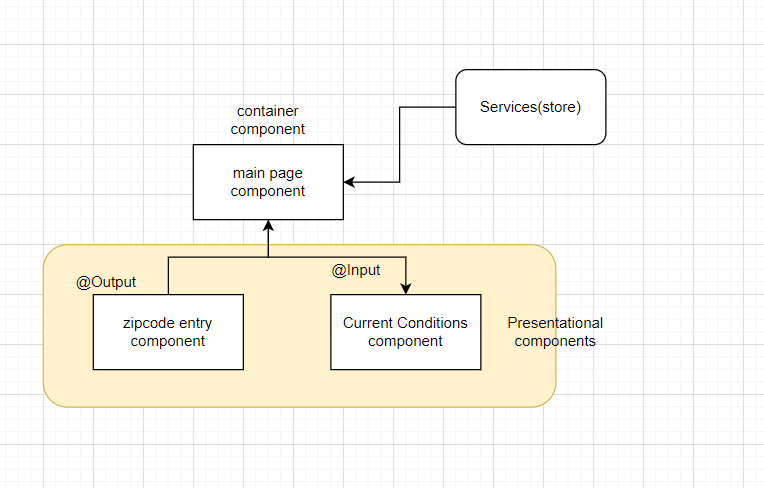 Services(store)
container
component
main page
component
@Output
@Input
zipcode entry
component
Current Conditions
component
Presentational
components